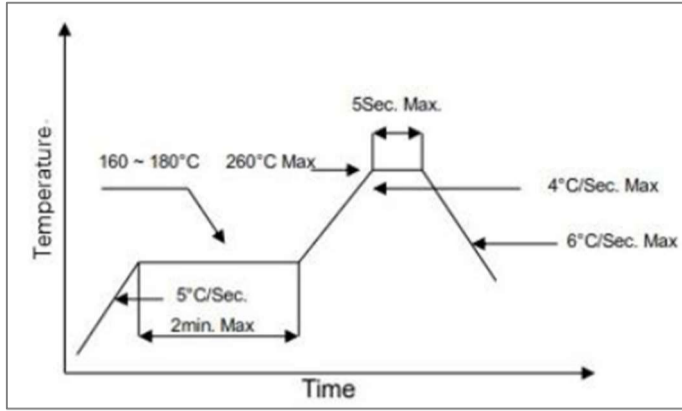 5Sec. Max.
160 ~ 180°C
260°C Max
4°C/Sec. Max
6°C/Sec. Max
5°C/Sec.
2min. Max
Temperature
Time